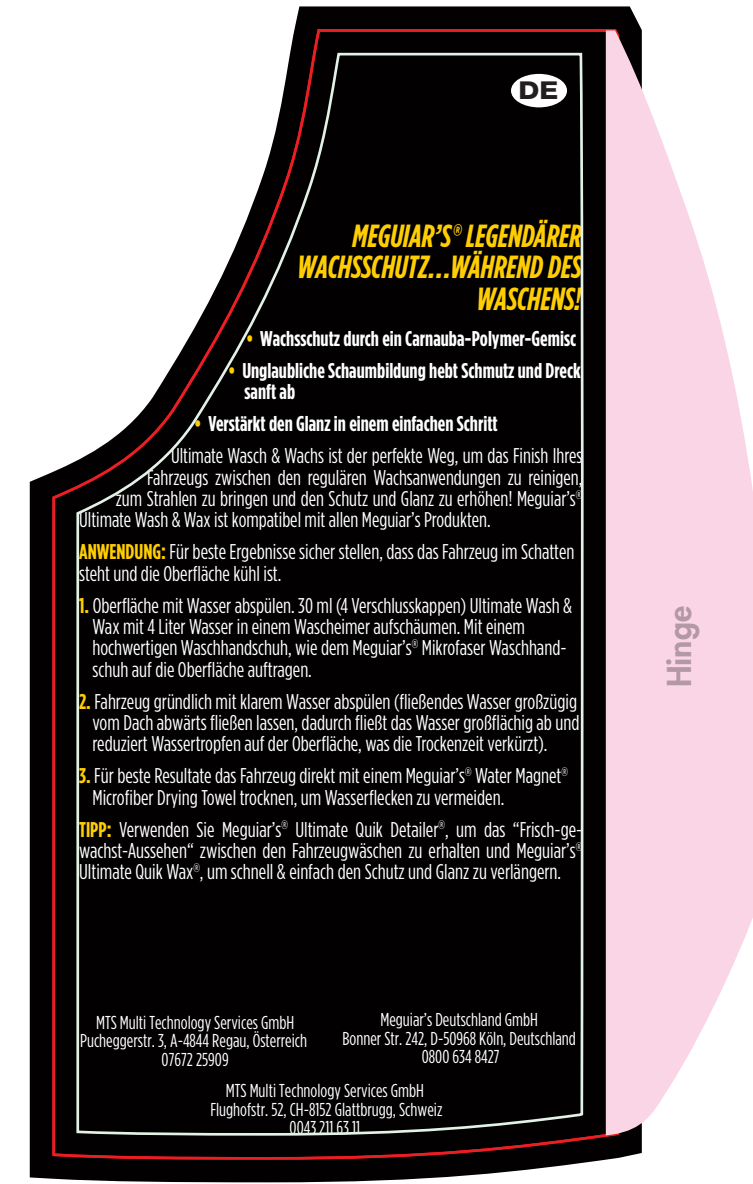 DE
MEGUIAR'S® LEGENDÄRER
WACHSSCHUTZ...WÄHREND DES
WASCHENS!
• Wachsschutz durch ein Carnauba-Polymer-Gemisc
• Unglaubliche Schaumbildung hebt Schmutz und Dreck
sanft ab
• Verstärkt den Glanz in einem einfachen Schritt
Ultimate Wasch & Wachs ist der perfekte Weg, um das Finish Ihres
Fahrzeugs zwischen den regulären Wachsanwendungen zu reinigen,
zum Strahlen zu bringen und den Schutz und Glanz zu erhöhen! Meguiar's®
Ultimate Wash & Wax ist kompatibel mit allen Meguiar's Produkten.
ANWENDUNG: Für beste Ergebnisse sicher stellen, dass das Fahrzeug im Schatten
steht und die Oberfläche kühl ist.
1. Oberfläche mit Wasser abspülen. 30 ml (4 Verschlusskappen) Ultimate Wash &
Wax mit 4 Liter Wasser in einem Wascheimer aufschäumen. Mit einem
hochwertigen Waschhandschuh, wie dem Meguiar's® Mikrofaser Waschhand-
schuh auf die Oberfläche auftragen.
2. Fahrzeug gründlich mit klarem Wasser abspülen (fließendes Wasser großzügig
vom Dach abwärts fließen lassen, dadurch fließt das Wasser großflächig ab und
reduziert Wassertropfen auf der Oberfläche, was die Trockenzeit verkürzt).
3. Für beste Resultate das Fahrzeug direkt mit einem Meguiar's® Water Magnet®
Microfiber Drying Towel trocknen, um Wasserflecken zu vermeiden.
TIPP: Verwenden Sie Meguiar's® Ultimate Quik Detailer®, um das “Frisch-ge-
wachst-Aussehen“ zwischen den Fahrzeugwäschen zu erhalten und Meguiar's®
Ultimate Quik Wax®, um schnell & einfach den Schutz und Glanz zu verlängern.
MTS Multi Technology Services GmbH
Pucheggerstr. 3, A-4844 Regau, Österreich
07672 25909
Meguiar's Deutschland GmbH
Bonner Str. 242, D-50968 Köln, Deutschland
0800 634 8427
MTS Multi Technology Services GmbH
Flughofstr. 52, CH-8152 Glattbrugg, Schweiz
0043 211 63 11
Hinge